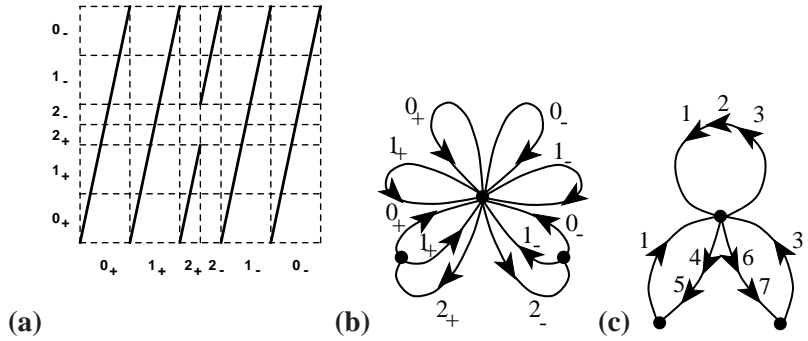 0-
1-
2-
2+
1+
0+
0+ 1+ 2+ 2- 1- 0-
(a)
0+ 0-
1+ 1-
0+ 0-
1+ 1-
2+ 2-
(b)
2
1 3
1 4 6 3
5 7
(c)